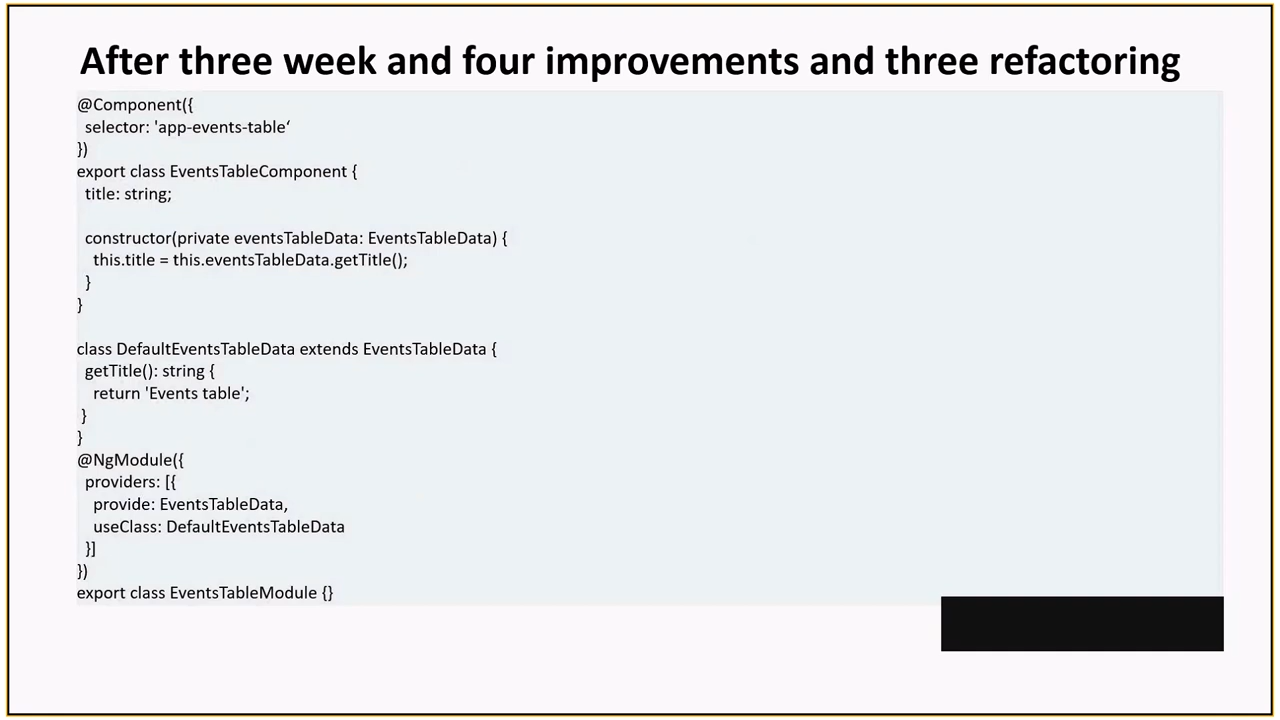 After three week and four improvements and three refactoring
@Component({
  selector: 'app-events-table‘
})
export class EventsTableComponent {
  title: string;

  constructor(private eventsTableData: EventsTableData) {
    this.title = this.eventsTableData.getTitle();
  }
}

class DefaultEventsTableData extends EventsTableData {
  getTitle(): string {
    return 'Events table';
 }
}
@NgModule({
  providers: [{
    provide: EventsTableData,
    useClass: DefaultEventsTableData
  }]
})
export class EventsTableModule {}